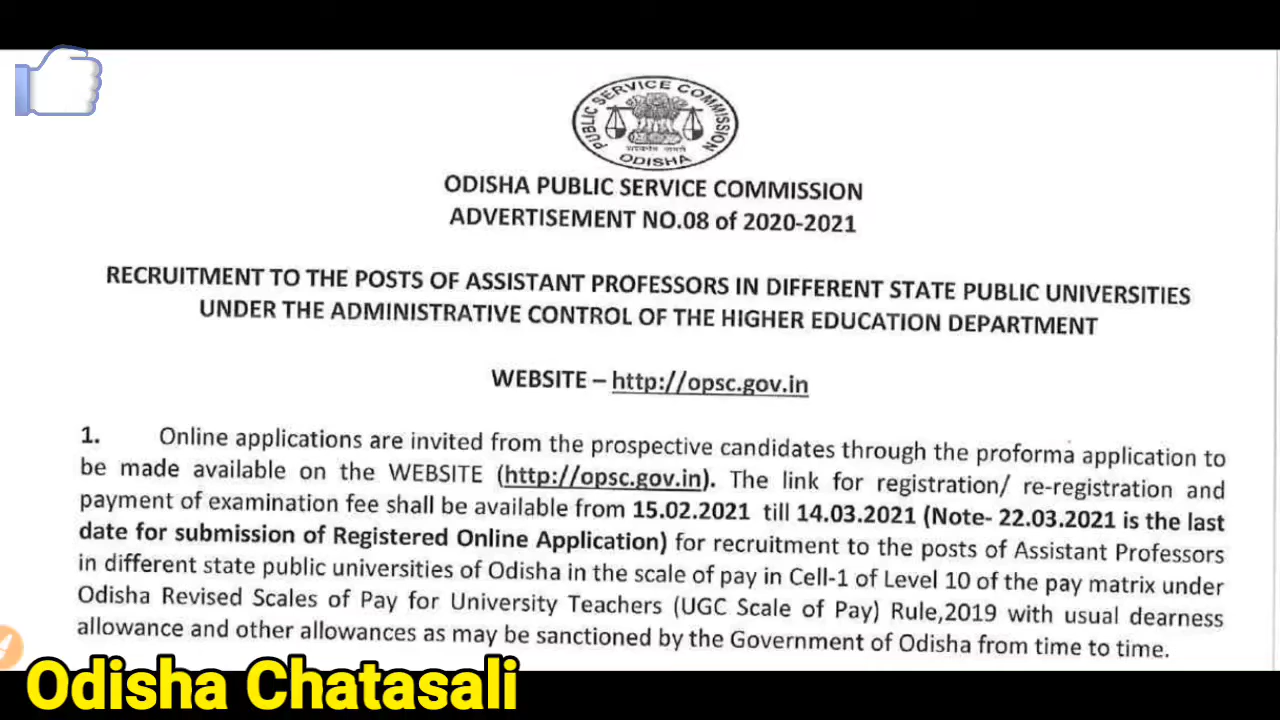 PUBLIC SERVICE COMMISSION
ODISHA
ODISHA PUBLIC SERVICE COMMISSION
ADVERTISEMENT NO.08 of 2020-2021
RECRUITMENT TO THE POSTS OF ASSISTANT PROFESSORS IN DIFFERENT STATE PUBLIC UNIVERSITIES
UNDER THE ADMINISTRATIVE CONTROL OF THE HIGHER EDUCATION DEPARTMENT
WEBSITE – http://opsc.gov.in
1. Online applications are invited from the prospective candidates through the proforma application to
be made available on the WEBSITE (http://opsc.gov.in). The link for registration/ re-registration and
payment of examination fee shall be available from 15.02.2021 till 14.03.2021 (Note- 22.03.2021 is the last
date for submission of Registered Online Application) for recruitment to the posts of Assistant Professors
in different state public universities of Odisha in the scale of pay in Cell-1 of Level 10 of the pay matrix under
Odisha Revised Scales of Pay for University Teachers (UGC Scale of Pay) Rule,2019 with usual dearness
allowance and other allowances as may be sanctioned by the Government of Odisha from time to time.
Odisha Chatasali